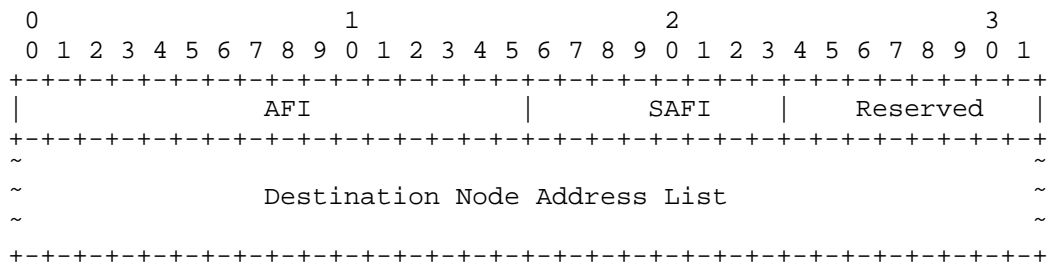 0                   1                   2                   3
 0 1 2 3 4 5 6 7 8 9 0 1 2 3 4 5 6 7 8 9 0 1 2 3 4 5 6 7 8 9 0 1
+-+-+-+-+-+-+-+-+-+-+-+-+-+-+-+-+-+-+-+-+-+-+-+-+-+-+-+-+-+-+-+-+
|               AFI             |       SAFI    |    Reserved   |
+-+-+-+-+-+-+-+-+-+-+-+-+-+-+-+-+-+-+-+-+-+-+-+-+-+-+-+-+-+-+-+-+
~                                                               ~
~               Destination Node Address List                   ~
~                                                               ~
+-+-+-+-+-+-+-+-+-+-+-+-+-+-+-+-+-+-+-+-+-+-+-+-+-+-+-+-+-+-+-+-+